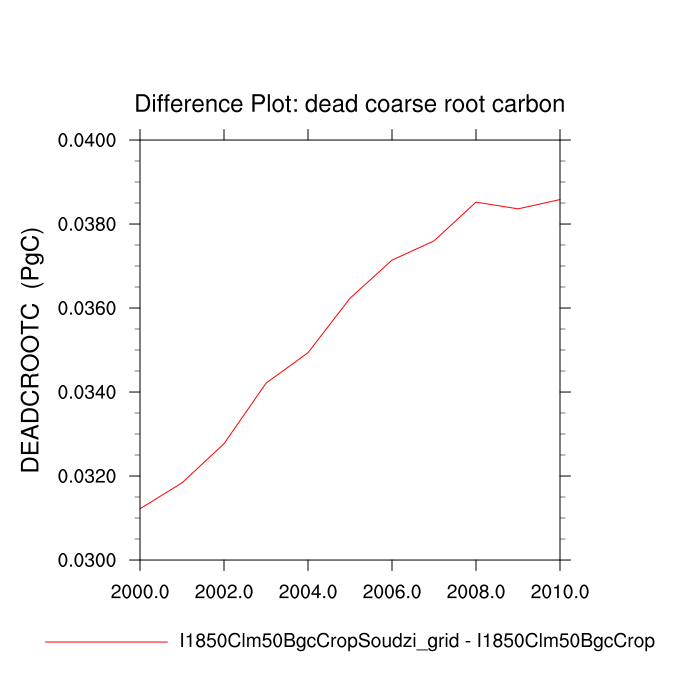 Difference Plot: dead coarse root carbon
DEADCROOTC (PgC)
0.0400
0.0380
0.0360
0.0340
0.0320
0.0300
2000.0 2002.0 2004.0 2006.0 2008.0 2010.0
I1850Clm50BgcCropSoudzi_grid - I1850Clm50BgcCrop